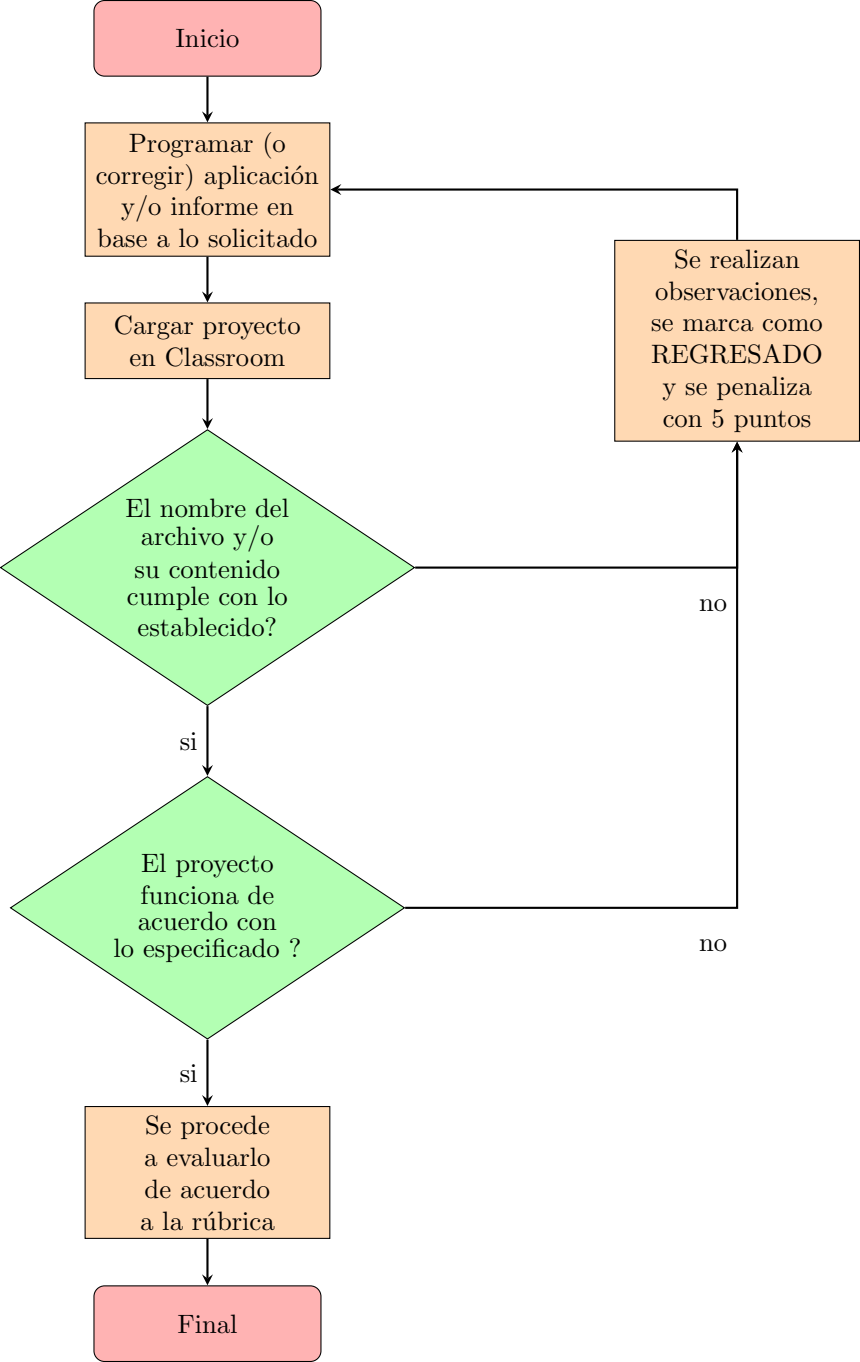 Inicio
Programar (o
corregir) aplicación
y/o informe en
base a lo solicitado
Cargar proyecto
en Classroom
Se realizan
observaciones,
se marca como
REGRESADO
y se penaliza
con 5 puntos
El nombre del
archivo y/o
su contenido
cumple con lo
establecido?
no
si
El proyecto
funciona de
acuerdo con
lo especificado ?
no
si
Se procede
a evaluarlo
de acuerdo
a la rúbrica
Final